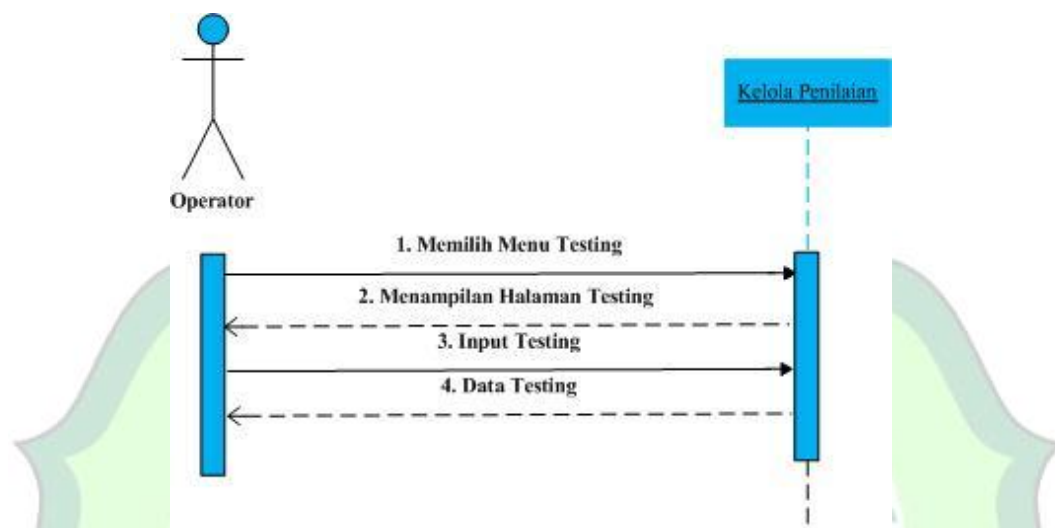 Kelola Penilaian
Operator
1. Memilih Menu Testing
2. Menampilan Halaman Testing
3. Input Testing
4. Data Testing